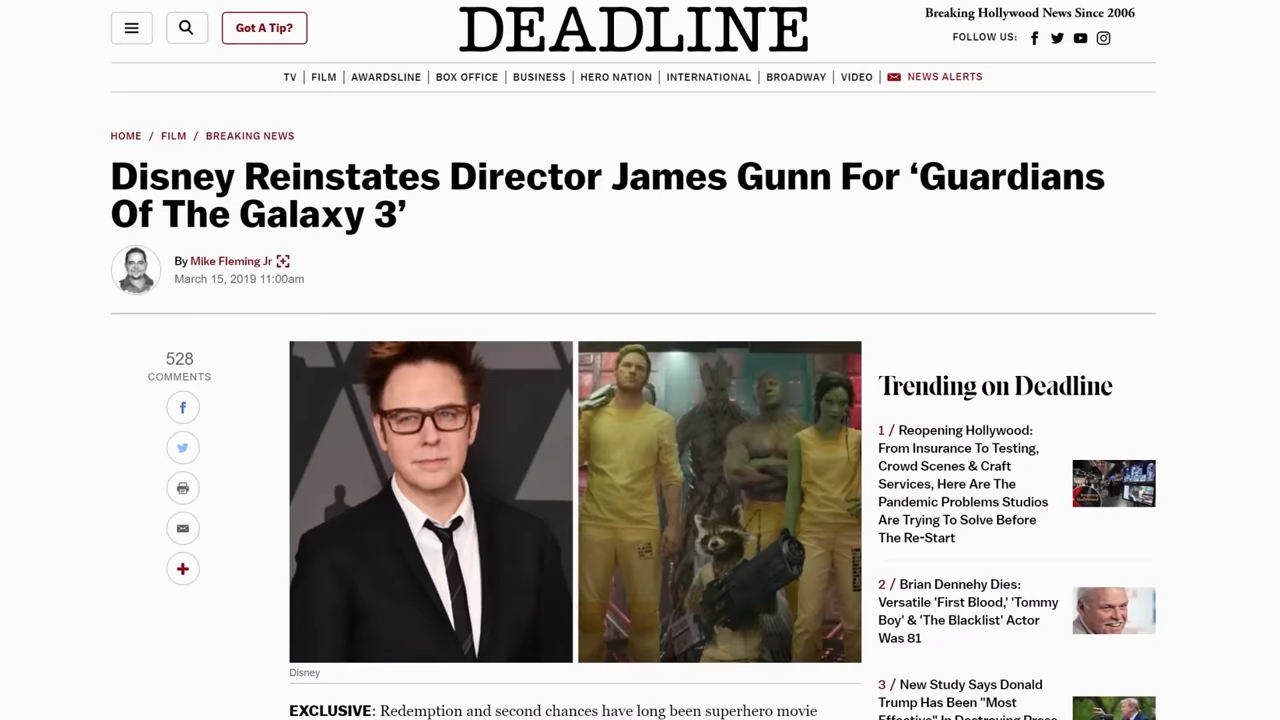 Got A Tip?
DEADLINE
Breaking Hollywood News Since 2006
FOLLOW US:
TV | FILM | AWARDSLINE | BOX OFFICE | BUSINESS | HERO NATION | INTERNATIONAL | BROADWAY | VIDEO | NEWS ALERTS
HOME / FILM / BREAKING NEWS
Disney Reinstates Director James Gunn For ‘Guardians
Of The Galaxy 3’
By Mike Fleming Jr
March 15, 2019 11:00am
528
COMMENTS
Disney
EXCLUSIVE: Redemption and second chances have long been superhero movie
Trending on Deadline
1 / Reopening Hollywood:
From Insurance To Testing,
Crowd Scenes & Craft
Services, Here Are The
Pandemic Problems Studios
Are Trying To Solve Before
The Re-Start
2 / Brian Dennehy Dies:
Versatile 'First Blood,' 'Tommy
Boy' & 'The Blacklist' Actor
Was 81
3 / New Study Says Donald
Trump Has Been "Most
Effective" In Destroying Press